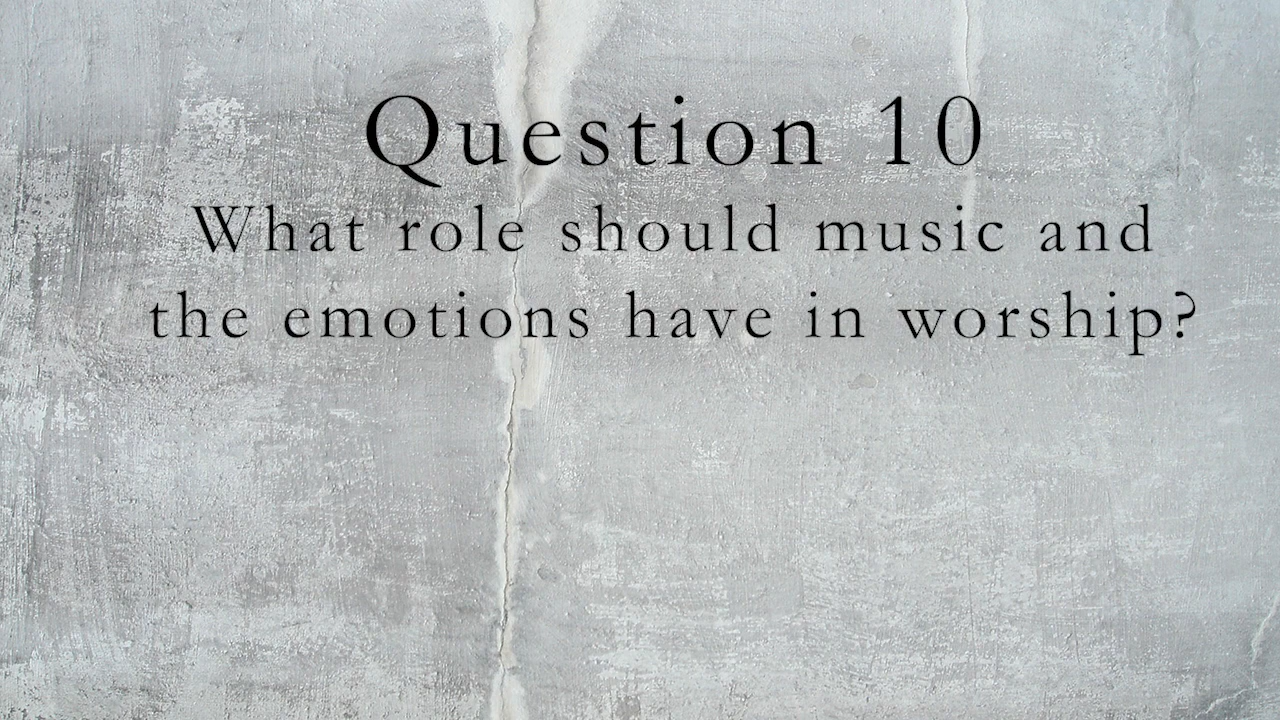 Question 10
What role should music and
the emotions have in worship?